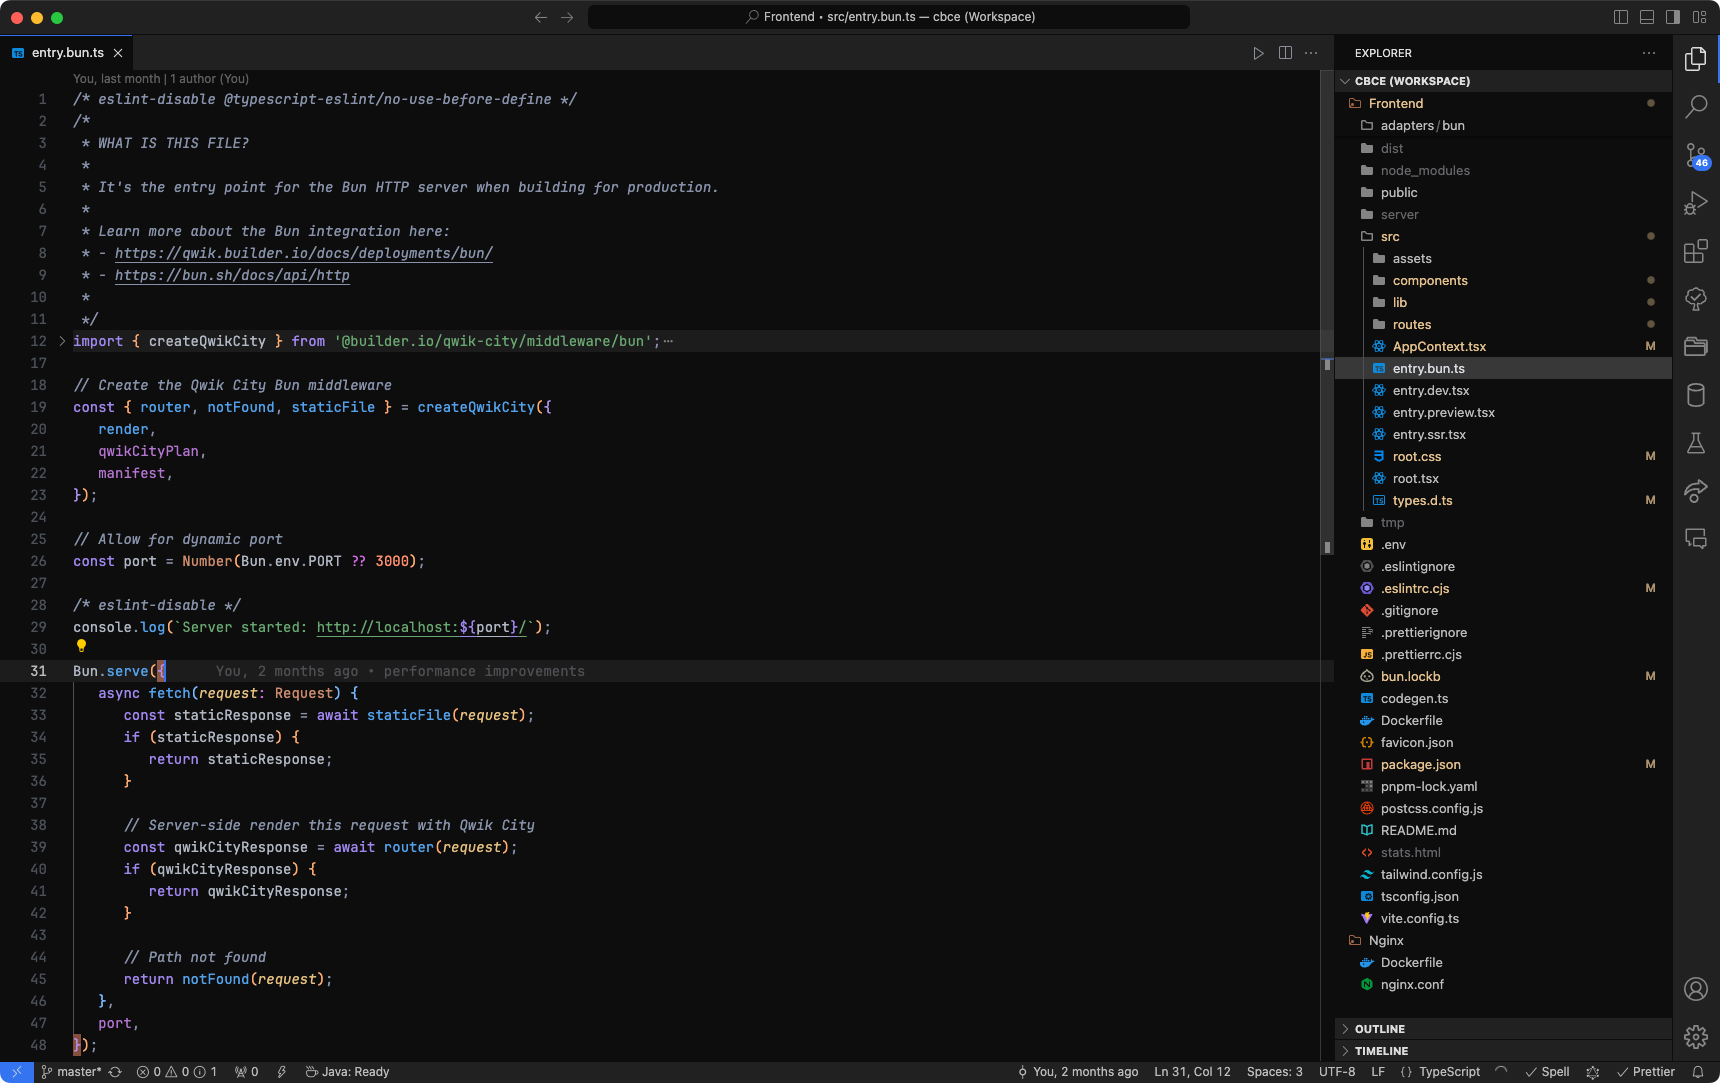 Frontend • src/entry.bun.ts — cbce (Workspace)
TS entry.bun.ts
You, last month | 1 author (You)
1 /* eslint-disable @typescript-eslint/no-use-before-define */
2 /*
3 * WHAT IS THIS FILE?
4 *
5 * It's the entry point for the Bun HTTP server when building for production.
6 *
7 * Learn more about the Bun integration here:
8 * - https://qwik.builder.io/docs/deployments/bun/
9 * - https://bun.sh/docs/api/http
10 *
11 */
12 import { createQwikCity } from '@builder.io/qwik-city/middleware/bun';⋯
17
18 // Create the Qwik City Bun middleware
19 const { router, notFound, staticFile } = createQwikCity({
20 render,
21 qwikCityPlan,
22 manifest,
23 });
24
25 // Allow for dynamic port
26 const port = Number(Bun.env.PORT ?? 3000);
27
28 /* eslint-disable */
29 console.log(`Server started: http://localhost:${port}/`);
30
31 Bun.serve({ You, 2 months ago • performance improvements
32 async fetch(request: Request) {
33 const staticResponse = await staticFile(request);
34 if (staticResponse) {
35 return staticResponse;
36 }
37
38 // Server-side render this request with Qwik City
39 const qwikCityResponse = await router(request);
40 if (qwikCityResponse) {
41 return qwikCityResponse;
42 }
43
44 // Path not found
45 return notFound(request);
46 },
47 port,
48 });
EXPLORER
CBCE (WORKSPACE)
Frontend
adapters/bun
dist
node_modules
public
server
src
assets
components
lib
routes
AppContext.tsx M
TS entry.bun.ts
entry.dev.tsx
entry.preview.tsx
entry.ssr.tsx
root.css M
root.tsx
TS types.d.ts M
tmp
.env
.eslintignore
.eslintrc.cjs M
.gitignore
.prettierignore
JS .prettierrc.cjs
bun.lockb M
TS codegen.ts
Dockerfile
favicon.json
package.json M
pnpm-lock.yaml
postcss.config.js
README.md
stats.html
tailwind.config.js
tsconfig.json
vite.config.ts
Nginx
Dockerfile
nginx.conf
OUTLINE
TIMELINE
46
master* 0 0 1 0 Java: Ready You, 2 months ago Ln 31, Col 12 Spaces: 3 UTF-8 LF {} TypeScript Spell Prettier